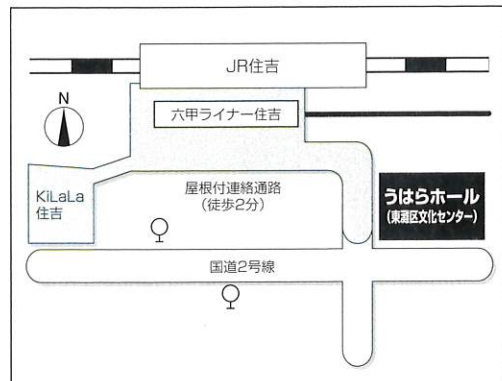 JR住吉
六甲ライナー住吉
N
KiLaLa
住吉
屋根付連絡通路
(徒歩2分)
うはらホール
(東灘区文化センター)
国道2号線